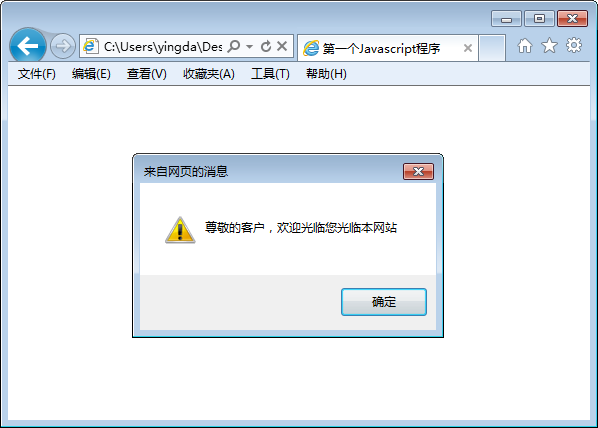 C:\Users\yingda\Des
第一个Javascript程序
文件(F) 编辑(E) 查看(V) 收藏夹(A) 工具(T) 帮助(H)
来自网页的消息
尊敬的客户，欢迎光临您光临本网站
确定